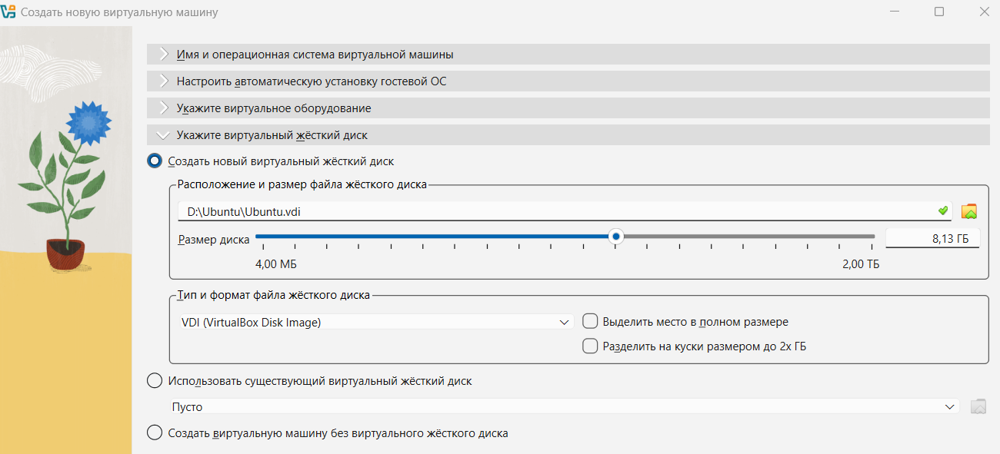 Создать новую виртуальную машину
Имя и операционная система виртуальной машины
Настроить автоматическую установку гостевой ОС
Укажите виртуальное оборудование
Укажите виртуальный жёсткий диск
Создать новый виртуальный жёсткий диск
Расположение и размер файла жёсткого диска
D:\Ubuntu\Ubuntu.vdi
Размер диска
8,13 ГБ
4,00 МБ 2,00 ТБ
Тип и формат файла жёсткого диска
VDI (VirtualBox Disk Image) Выделить место в полном размере
Разделить на куски размером до 2х ГБ
Использовать существующий виртуальный жёсткий диск
Пусто
Создать виртуальную машину без виртуального жёсткого диска